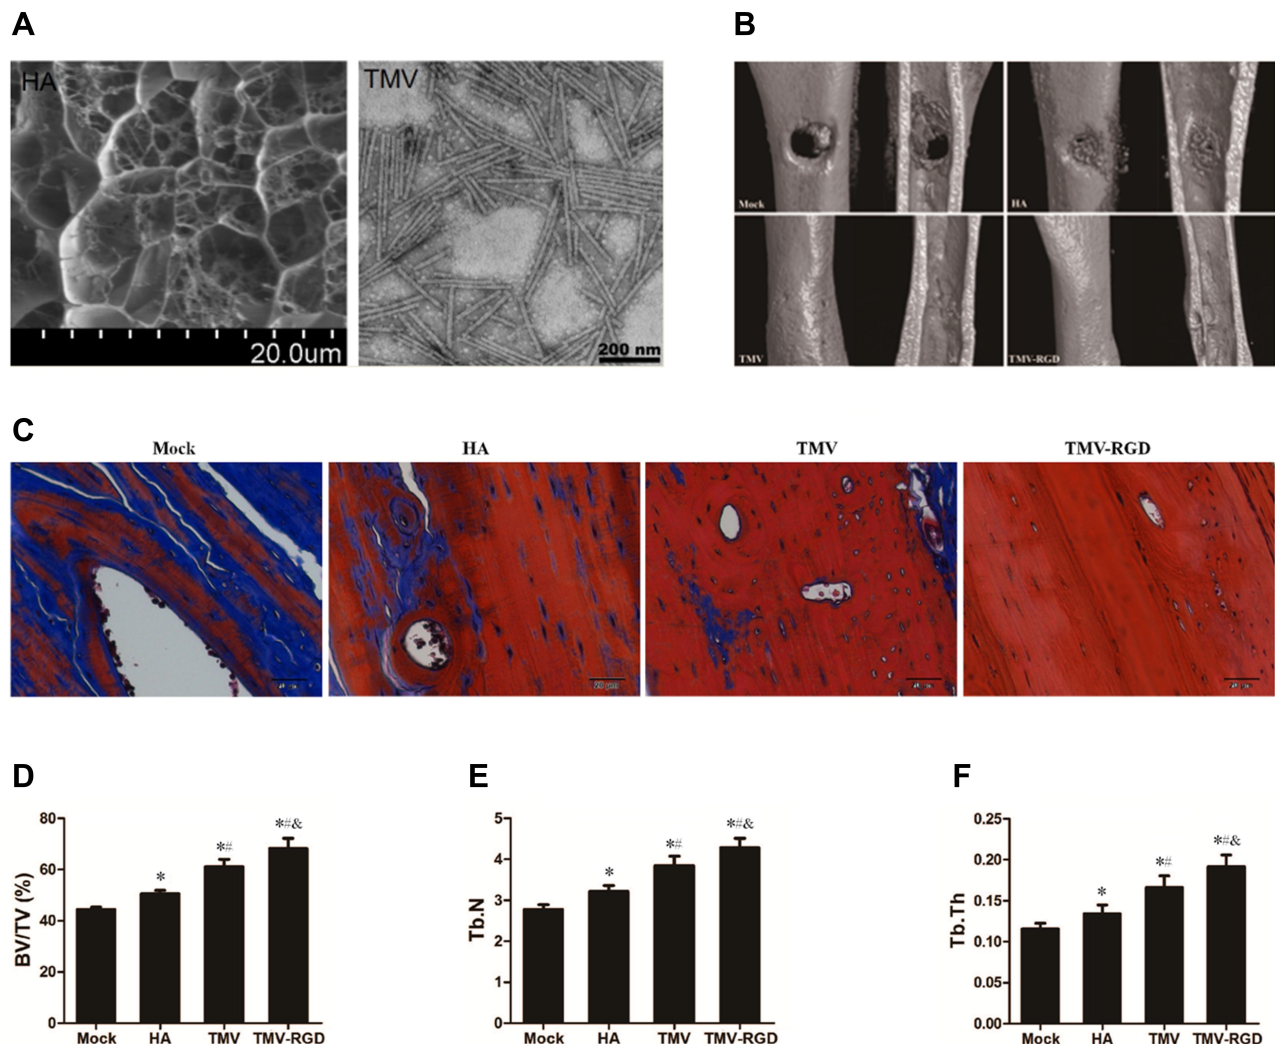 A
B
HA
TMV
20.0um
200 nm
Mock
HA
TMV
TMV-RGD
C
Mock
HA
TMV
TMV-RGD
20 µm
D
E
F
80
60
40
20
0
BV/TV (%)
*
*#
*#&
Mock
HA
TMV
TMV-RGD
5
4
3
2
1
0
Tb.N
*
*#
*#&
Mock
HA
TMV
TMV-RGD
0.25
0.20
0.15
0.10
0.05
0.00
Tb.Th
*
*#
*#&
Mock
HA
TMV
TMV-RGD